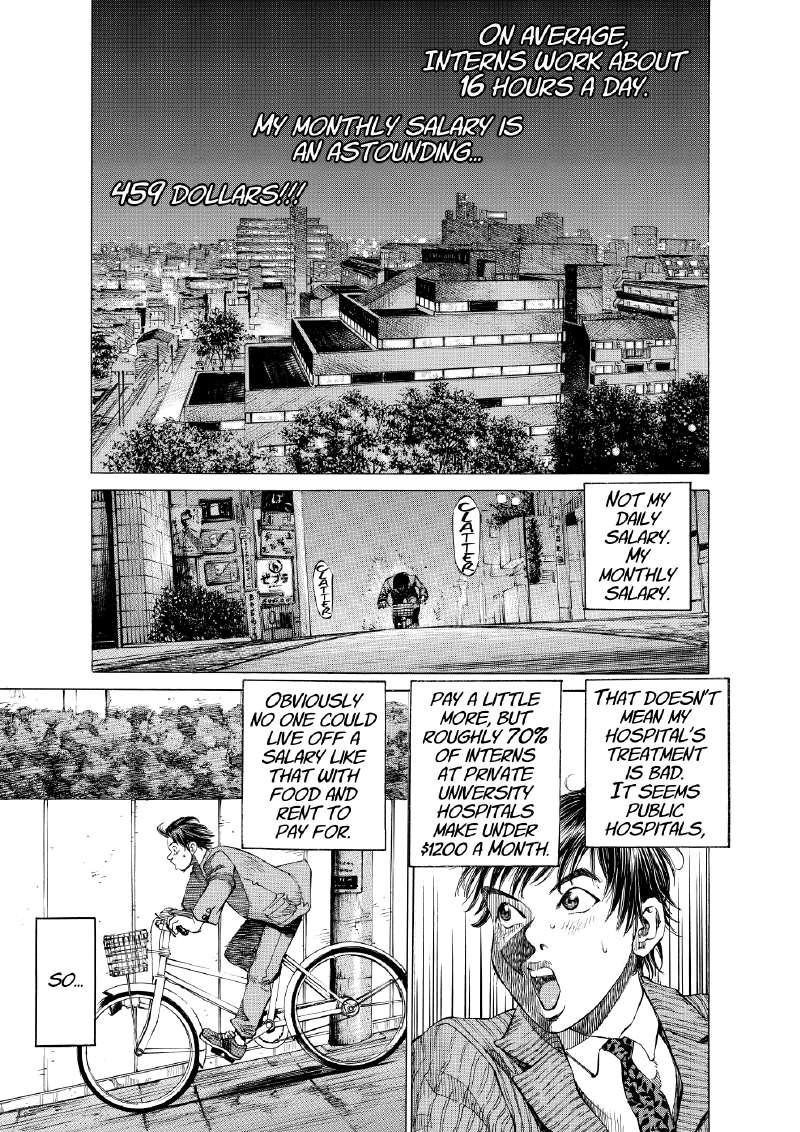 ON AVERAGE,
INTERNS WORK ABOUT
16 HOURS A DAY.
MY MONTHLY SALARY IS
AN ASTOUNDING...
459 DOLLARS!!!
NOT MY
DAILY
SALARY.
MY
MONTHLY
SALARY.
CLATTER
CLATTER
ゼブラ
THAT DOESN'T
MEAN MY
HOSPITAL'S
TREATMENT
IS BAD.
IT SEEMS
PUBLIC
HOSPITALS,
PAY A LITTLE
MORE, BUT
ROUGHLY 70%
OF INTERNS
AT PRIVATE
UNIVERSITY
HOSPITALS
MAKE UNDER
$1200 A MONTH.
OBVIOUSLY
NO ONE COULD
LIVE OFF A
SALARY LIKE
THAT WITH
FOOD AND
RENT TO
PAY FOR.
SO...